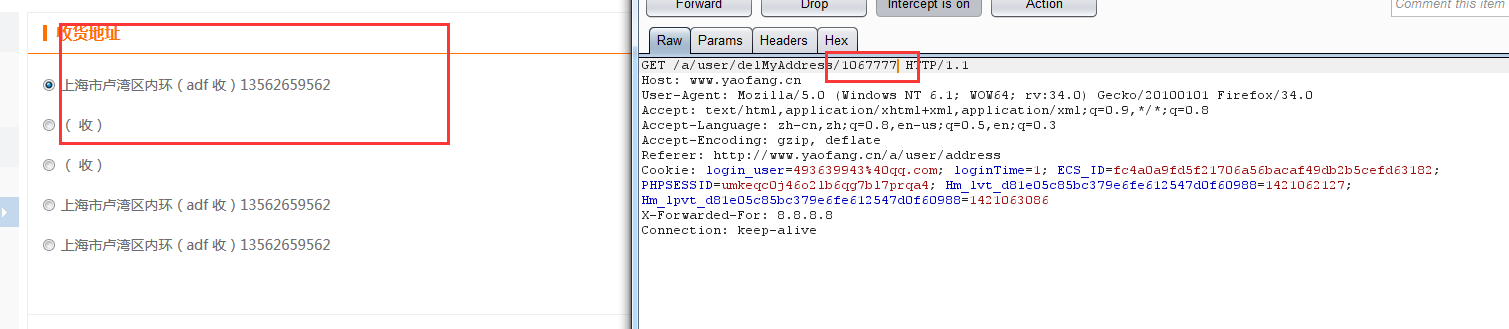 收货地址
上海市卢湾区内环（adf 收）13562659562
（ 收）
（ 收）
上海市卢湾区内环（adf 收）13562659562
上海市卢湾区内环（adf 收）13562659562
Forward Drop Intercept is on Action Comment this item
Raw Params Headers Hex
GET /a/user/delMyAddress/1067777 HTTP/1.1
Host: www.yaofang.cn
User-Agent: Mozilla/5.0 (Windows NT 6.1; WOW64; rv:34.0) Gecko/20100101 Firefox/34.0
Accept: text/html,application/xhtml+xml,application/xml;q=0.9,*/*;q=0.8
Accept-Language: zh-cn,zh;q=0.8,en-us;q=0.5,en;q=0.3
Accept-Encoding: gzip, deflate
Referer: http://www.yaofang.cn/a/user/address
Cookie: login_user=493639943%40qq.com; loginTime=1; ECS_ID=fc4a0a9fd5f21706a56bacaf49db2b5cefd63182;
PHPSESSID=umkeqc0j46o21b6qg7bl7prqa4; Hm_lvt_d81e05c85bc379e6fe612547d0f60988=1421062127;
Hm_lpvt_d81e05c85bc379e6fe612547d0f60988=1421063086
X-Forwarded-For: 8.8.8.8
Connection: keep-alive